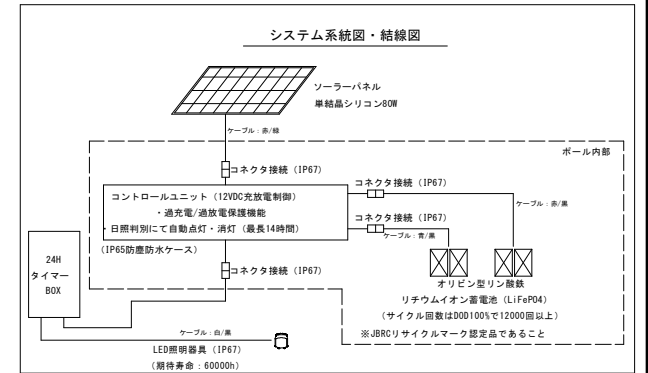 システム系統図・結線図
ソーラーパネル
単結晶シリコン80W
ケーブル：赤/緑
ポール内部
コネクタ接続（IP67）
コネクタ接続（IP67）
コントロールユニット（12VDC充放電制御）
・過充電/過放電保護機能
・日照判別にて自動点灯・消灯（最長14時間）
ケーブル：赤/黒
コネクタ接続（IP67）
ケーブル：青/黒
（IP65防塵防水ケース）
24H
タイマー
BOX
コネクタ接続（IP67）
オリビン型リン酸鉄
リチウムイオン蓄電池（LiFePO4）
（サイクル回数はDOD100%で12000回以上）
※JBRCリサイクルマーク認定品であること
ケーブル：白/黒
LED照明器具（IP67）
（期待寿命：60000h）